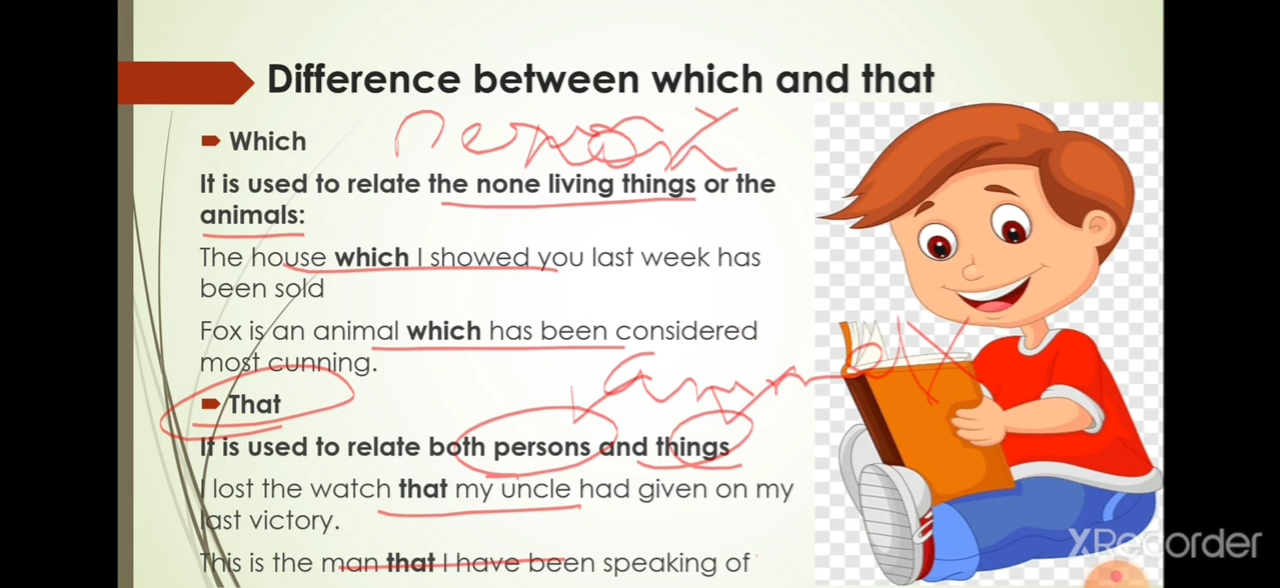 Difference between which and that
Which
It is used to relate the none living things or the
animals:
The house which I showed you last week has
been sold
Fox is an animal which has been considered
most cunning.
That
It is used to relate both persons and things
I lost the watch that my uncle had given on my
last victory.
This is the man that I have been speaking of
XRecorder